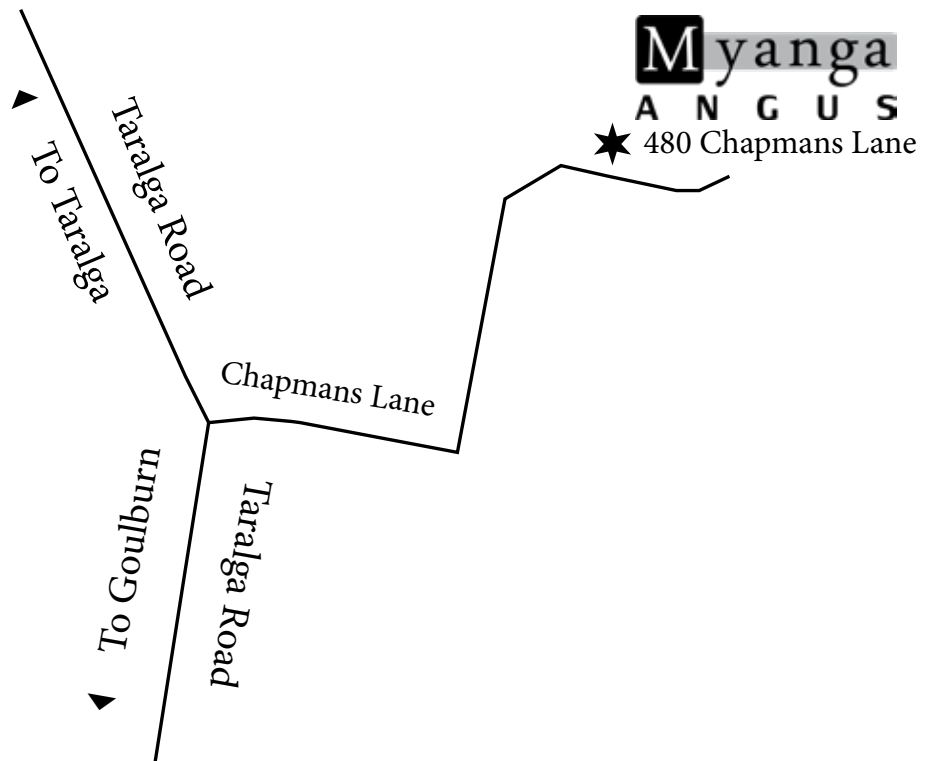 Myanga
ANGUS
480 Chapmans Lane
Taralga Road
To Taralga
Chapmans Lane
To Goulburn
Taralga Road